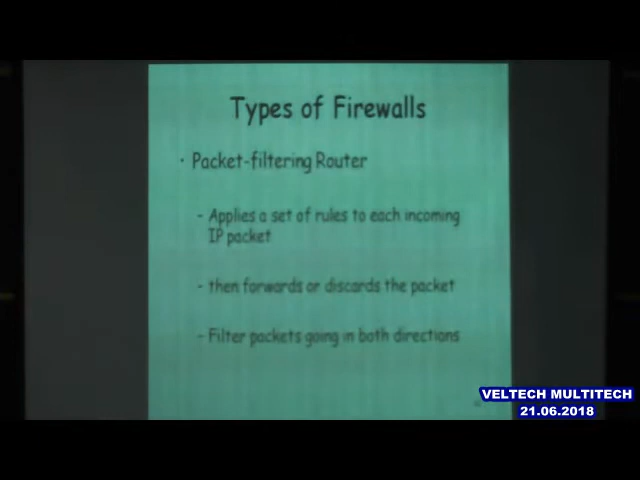 Types of Firewalls
• Packet-filtering Router
- Applies a set of rules to each incoming
IP packet
- then forwards or discards the packet
- Filter packets going in both directions
VELTECH MULTITECH
21.06.2018